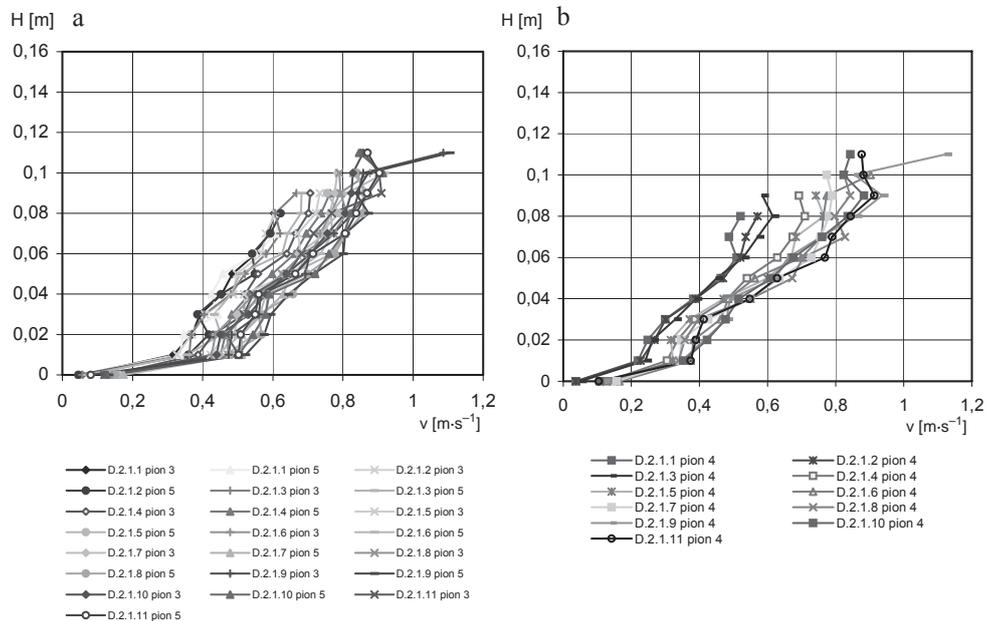 H [m] a
0,16
0,14
0,12
0,1
0,08
0,06
0,04
0,02
0
0 0,2 0,4 0,6 0,8 1 1,2
v [m·s⁻¹]
D.2.1.1 pion 3 D.2.1.1 pion 5 D.2.1.2 pion 3
D.2.1.2 pion 5 D.2.1.3 pion 3 D.2.1.3 pion 5
D.2.1.4 pion 3 D.2.1.4 pion 5 D.2.1.5 pion 3
D.2.1.5 pion 5 D.2.1.6 pion 3 D.2.1.6 pion 5
D.2.1.7 pion 3 D.2.1.7 pion 5 D.2.1.8 pion 3
D.2.1.8 pion 5 D.2.1.9 pion 3 D.2.1.9 pion 5
D.2.1.10 pion 3 D.2.1.10 pion 5 D.2.1.11 pion 3
D.2.1.11 pion 5
H [m] b
0,16
0,14
0,12
0,1
0,08
0,06
0,04
0,02
0
0 0,2 0,4 0,6 0,8 1 1,2
v [m·s⁻¹]
D.2.1.1 pion 4 D.2.1.2 pion 4
D.2.1.3 pion 4 D.2.1.4 pion 4
D.2.1.5 pion 4 D.2.1.6 pion 4
D.2.1.7 pion 4 D.2.1.8 pion 4
D.2.1.9 pion 4 D.2.1.10 pion 4
D.2.1.11 pion 4